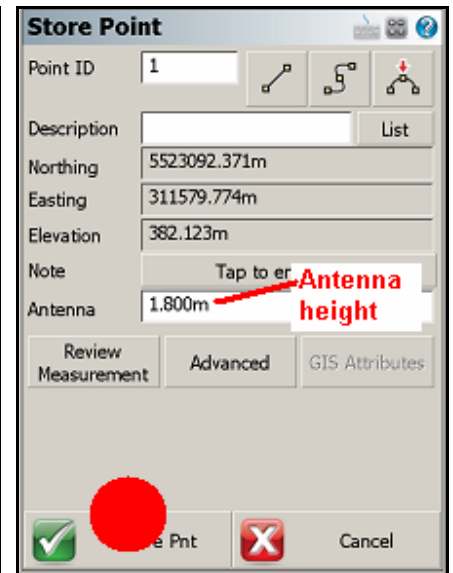 Store Point
Point ID 1
Description List
Northing 5523092.371m
Easting 311579.774m
Elevation 382.123m
Note Tap to
Antenna 1.800m
Antenna
height
Review
Measurement
Advanced
GIS Attributes
Pnt
Cancel